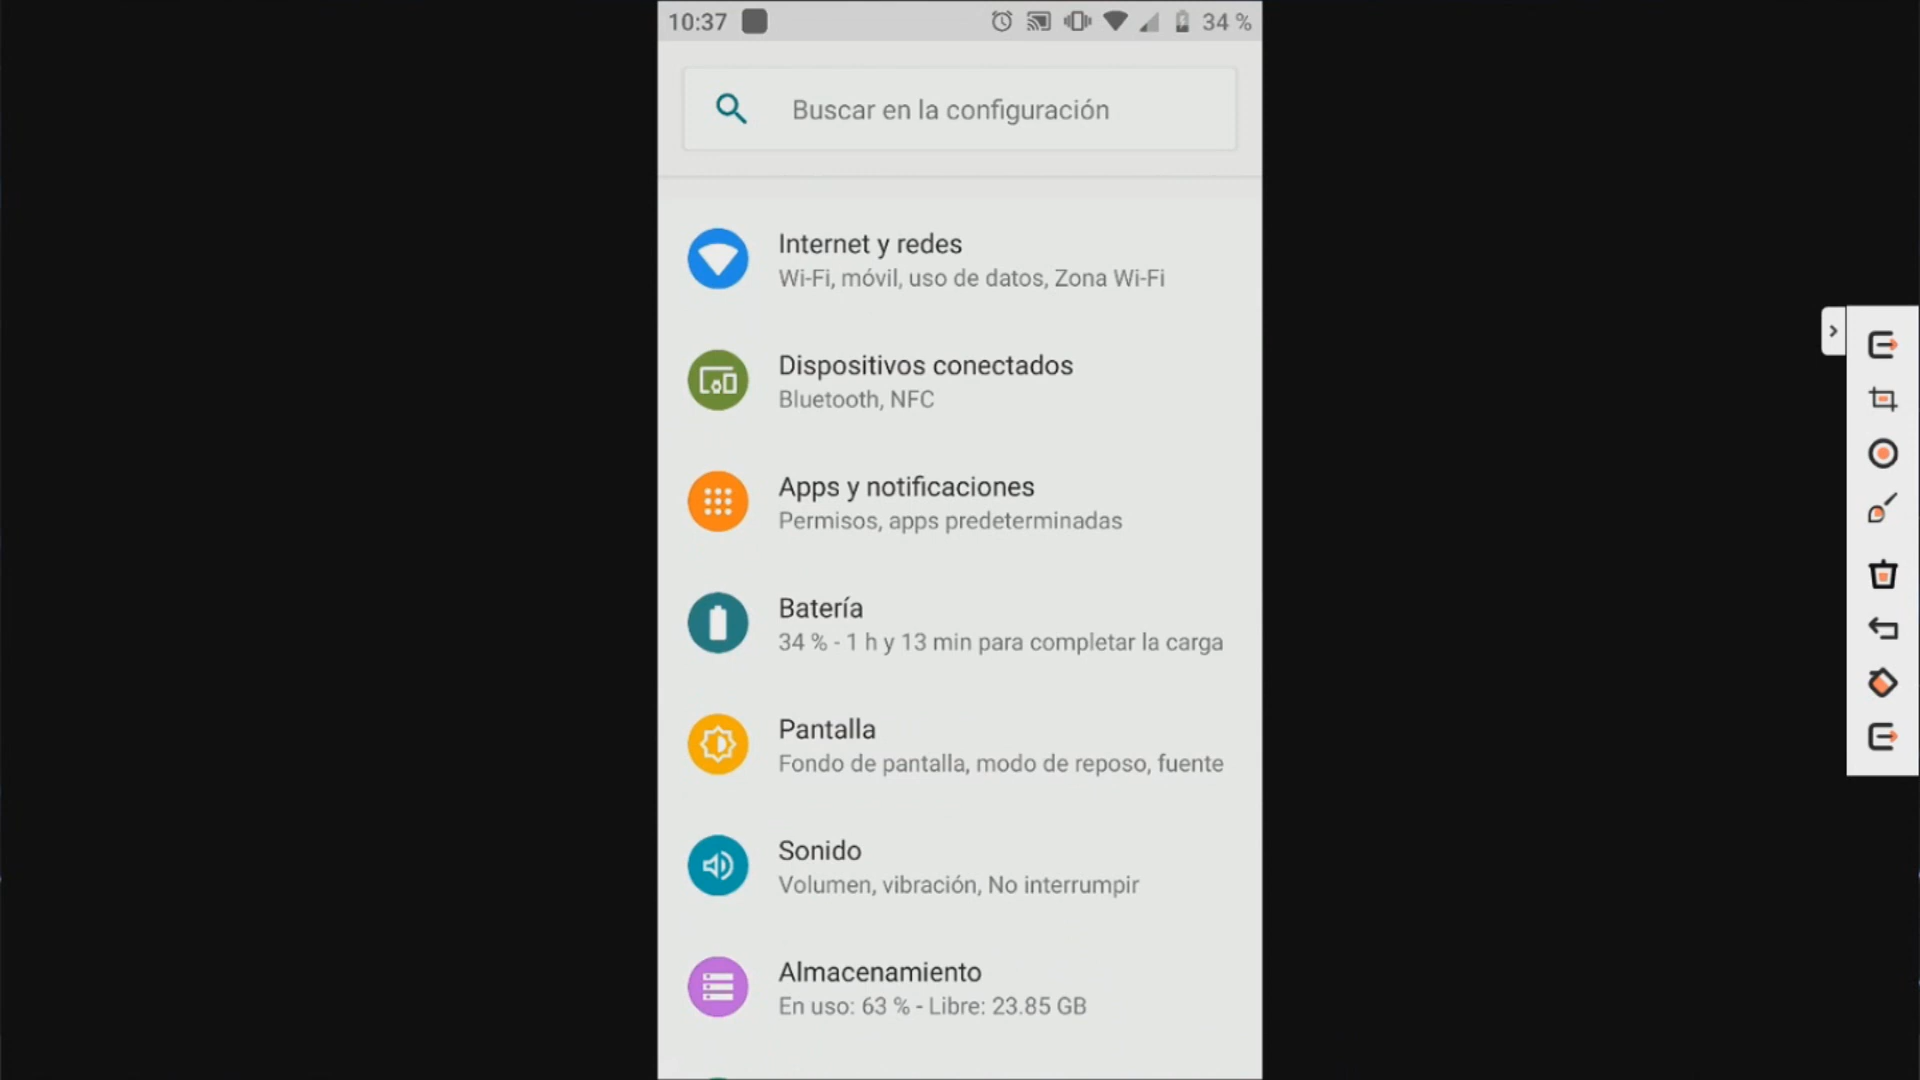 10:37
34 %
Buscar en la configuración
Internet y redes
Wi-Fi, móvil, uso de datos, Zona Wi-Fi
Dispositivos conectados
Bluetooth, NFC
Apps y notificaciones
Permisos, apps predeterminadas
Batería
34 % - 1 h y 13 min para completar la carga
Pantalla
Fondo de pantalla, modo de reposo, fuente
Sonido
Volumen, vibración, No interrumpir
Almacenamiento
En uso: 63 % - Libre: 23.85 GB